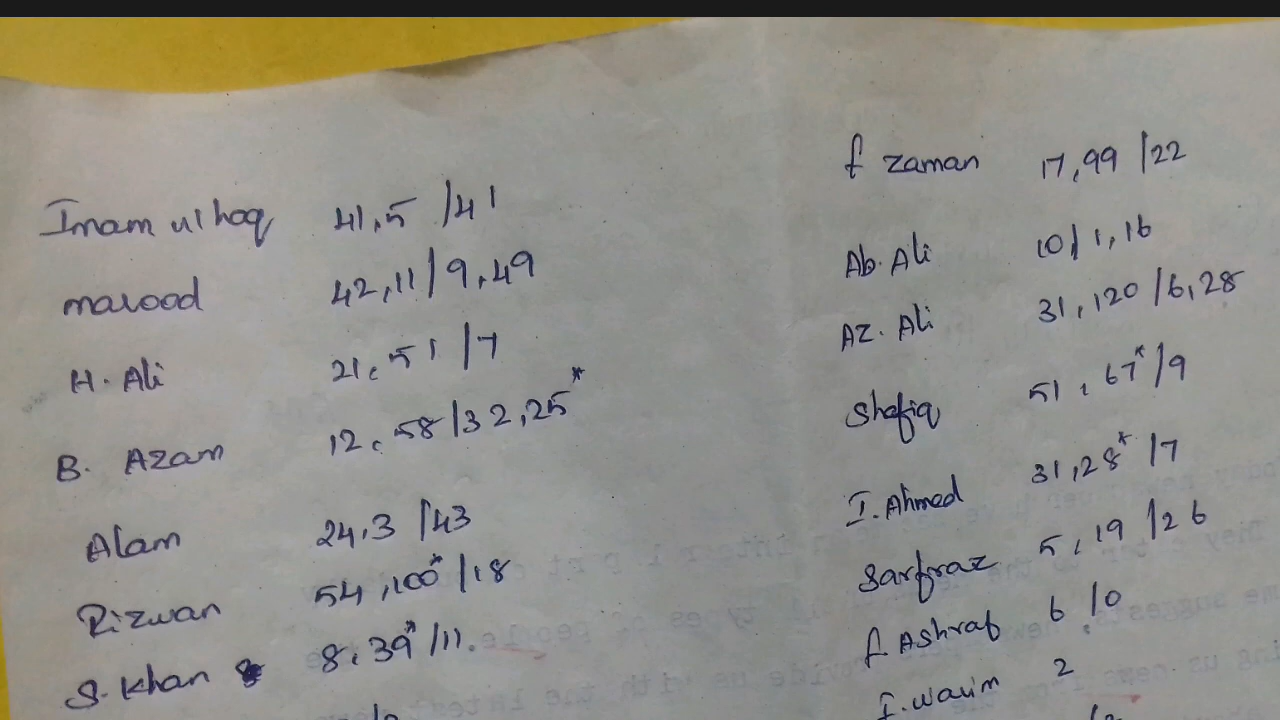 Imam ul haq 41,5 /41
masood 42,11/9,49
H. Ali 21,51/7
B. Azam 12,58/32,25*
Alam 24,3 /43
Rizwan 54,100*/18
S. Khan 8,39*/11.
f zaman 17,99/22
Ab. Ali 10/1,16
Az. Ali 31,120/6,28
Shafiq 51,67*/9
I. Ahmed 31,28*/7
Sarfraz 5,19/26
f Ashraf 6/0
I. wasim 2